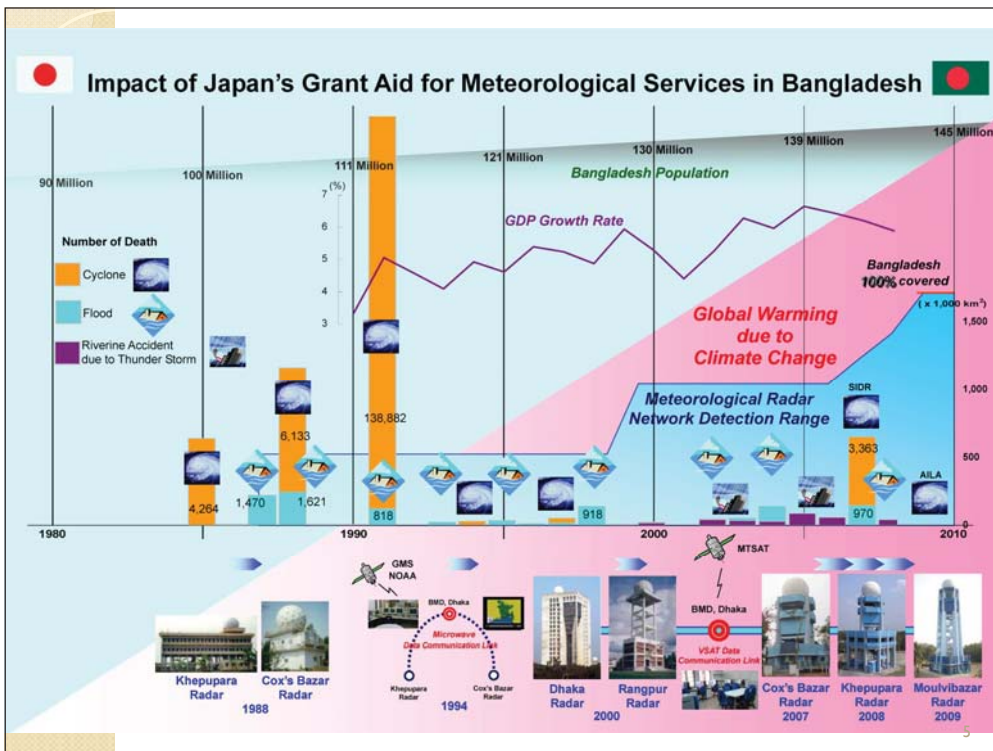 Impact of Japan's Grant Aid for Meteorological Services in Bangladesh
90 Million
100 Million
111 Million
121 Million
130 Million
139 Million
145 Million
Bangladesh Population
(%)
7
6
5
4
3
GDP Growth Rate
Number of Death
Cyclone
Flood
Riverine Accident
due to Thunder Storm
Bangladesh
100% covered
( x 1,000 km²)
1,500
1,000
500
0
Global Warming
due to
Climate Change
Meteorological Radar
Network Detection Range
4,264
1,470
6,133
1,621
138,882
818
918
SIDR
3,363
970
AILA
1980
1990
2000
2010
GMS
NOAA
BMD, Dhaka
Microwave
Data Communication Link
Khepupara
Radar
Cox's Bazar
Radar
MTSAT
BMD, Dhaka
VSAT Data
Communication Link
Khepupara
Radar
Cox's Bazar
Radar
1988
1994
Dhaka
Radar
Rangpur
Radar
2000
Cox's Bazar
Radar
2007
Khepupara
Radar
2008
Moulvibazar
Radar
2009
5